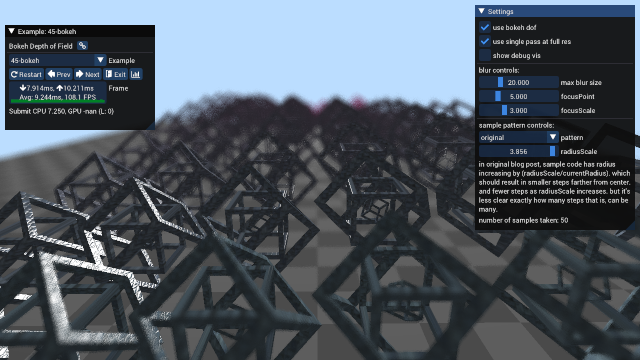 Example: 45-bokeh
Bokeh Depth of Field
45-bokeh
Example
Restart
Prev
Next
Exit
7.914ms, 10.211ms
Avg: 9.244ms, 108.1 FPS
Frame
Submit CPU 7.250, GPU -nan (L: 0)
Settings
use bokeh dof
use single pass at full res
show debug vis
blur controls:
20.000 max blur size
5.000 focusPoint
3.000 focusScale
sample pattern controls:
original pattern
3.856 radiusScale
in original blog post, sample code has radius
increasing by (radiusScale/currentRadius). which
should result in smaller steps farther from center.
and fewer steps as radiusScale increases. but it's
less clear exactly how many steps that is, can be
many.
number of samples taken: 50